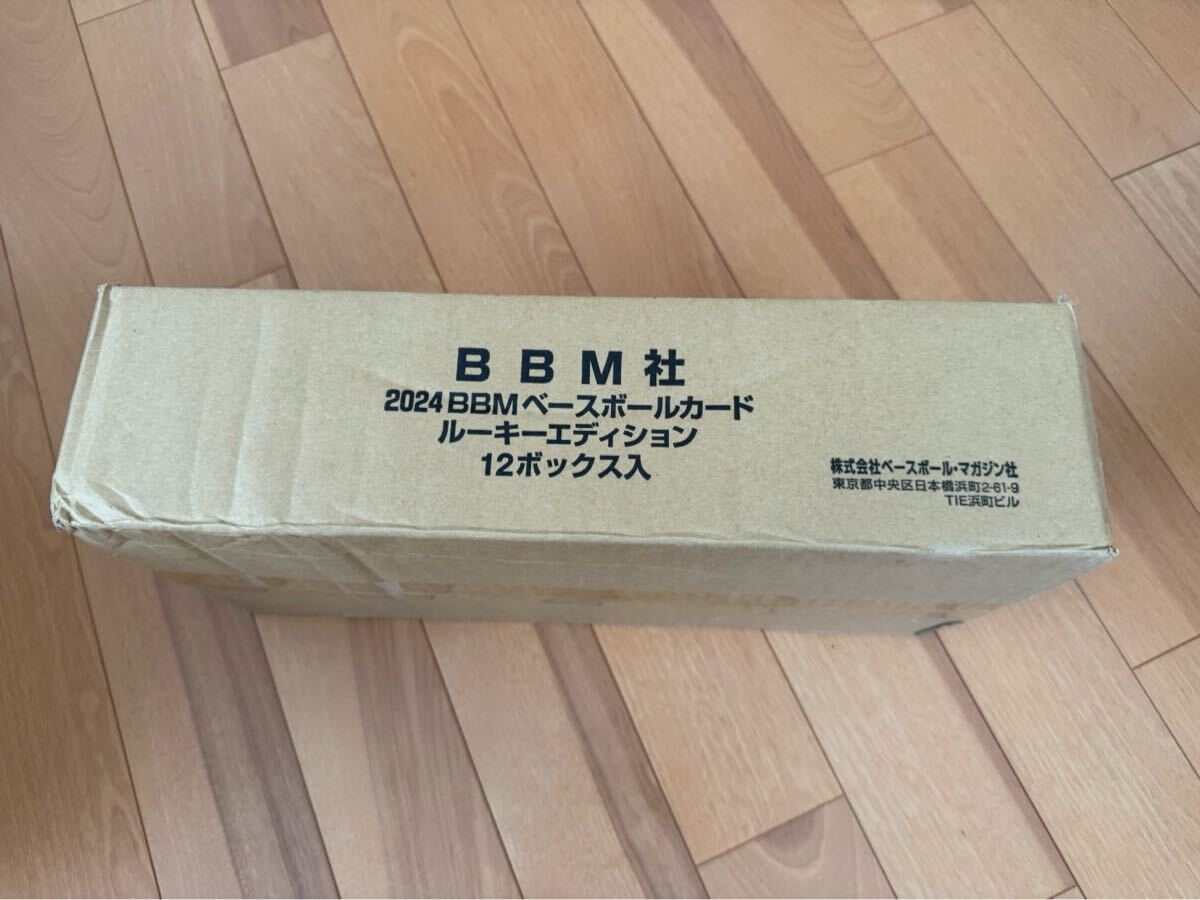 BBM社
2024 BBMベースボールカード
ルーキーエディション
12ボックス入
株式会社ベースボール・マガジン社
東京都中央区日本橋浜町2-61-9
TIE浜町ビル